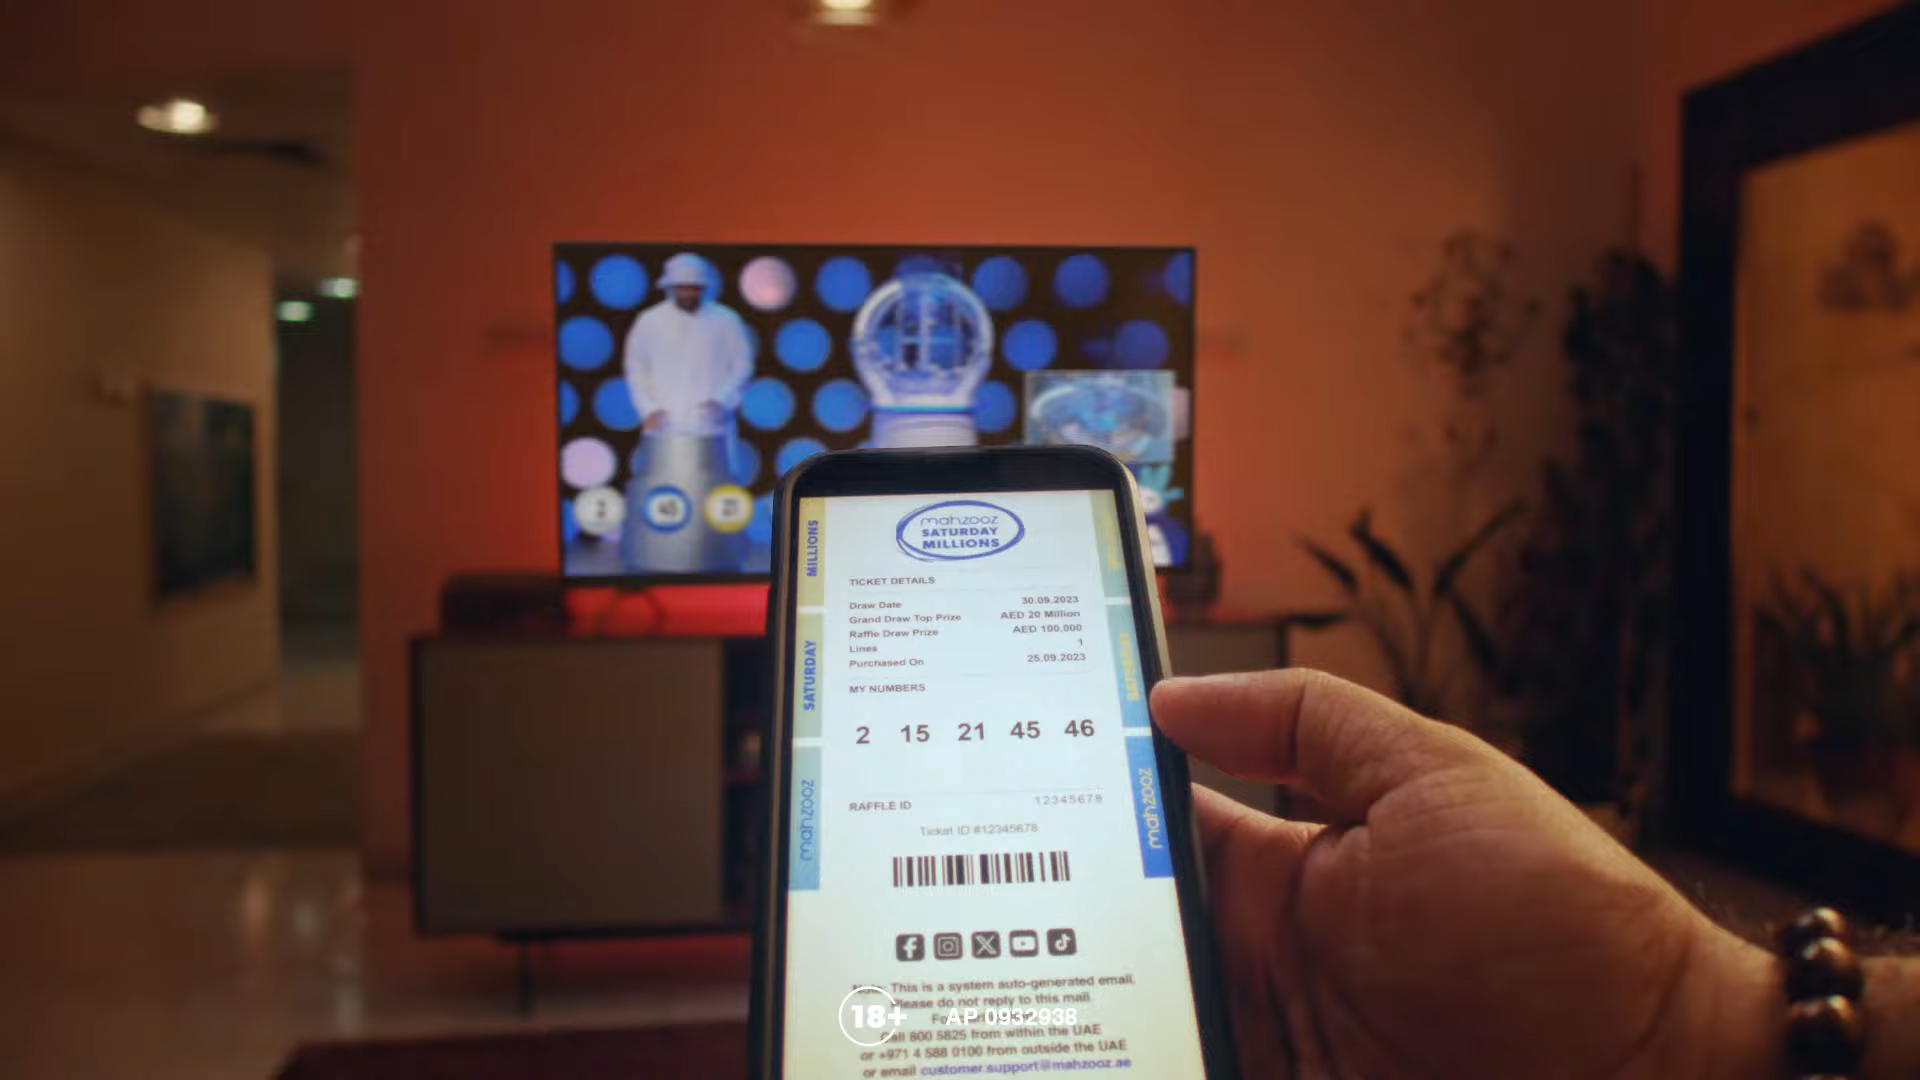 mahzooz
SATURDAY
MILLIONS
MILLIONS
SATURDAY
mahzooz
SATURDAY
mahzooz
TICKET DETAILS
Draw Date 30.09.2023
Grand Draw Top Prize AED 20 Million
Raffle Draw Prize AED 100,000
Lines 1
Purchased On 25.09.2023
MY NUMBERS
2 15 21 45 46
RAFFLE ID 12345678
Ticket ID #12345678
This is a system auto-generated email.
Please do not reply to this mail.
18+ AP 0932938
Call 800 5825 from within the UAE
or +971 4 588 0100 from outside the UAE
or email customer.support@mahzooz.ae